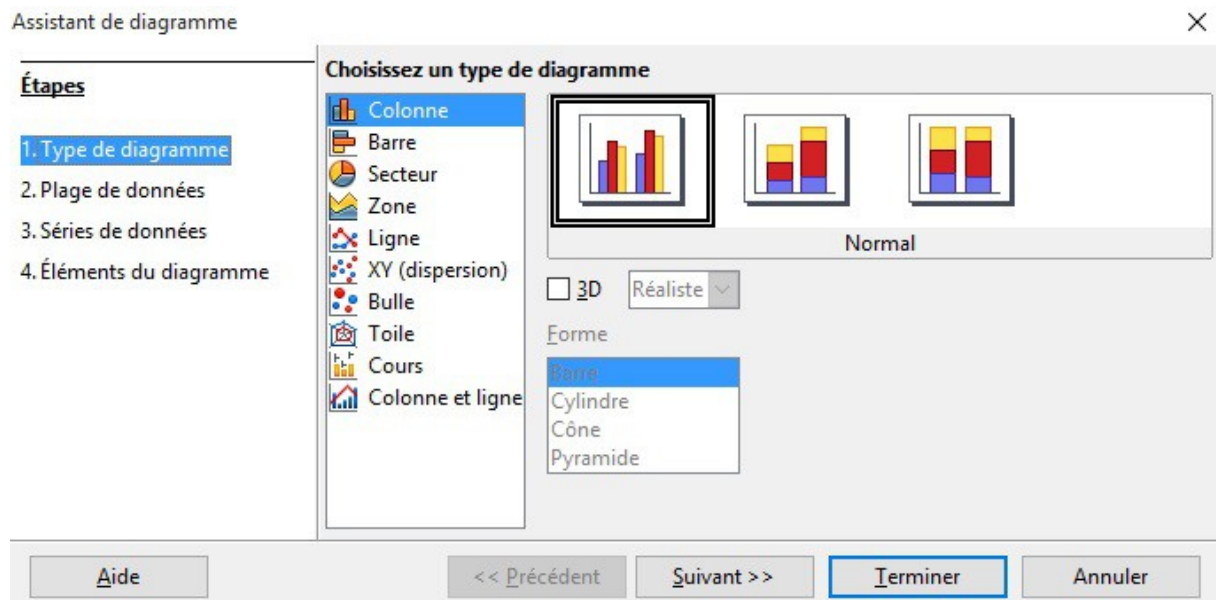 Assistant de diagramme
Étapes
1. Type de diagramme
2. Plage de données
3. Séries de données
4. Éléments du diagramme
Choisissez un type de diagramme
Colonne
Barre
Secteur
Zone
Ligne
XY (dispersion)
Bulle
Toile
Cours
Colonne et ligne
Normal
3D
Réaliste
Forme
Barre
Cylindre
Cône
Pyramide
Aide
<< Précédent
Suivant >>
Terminer
Annuler